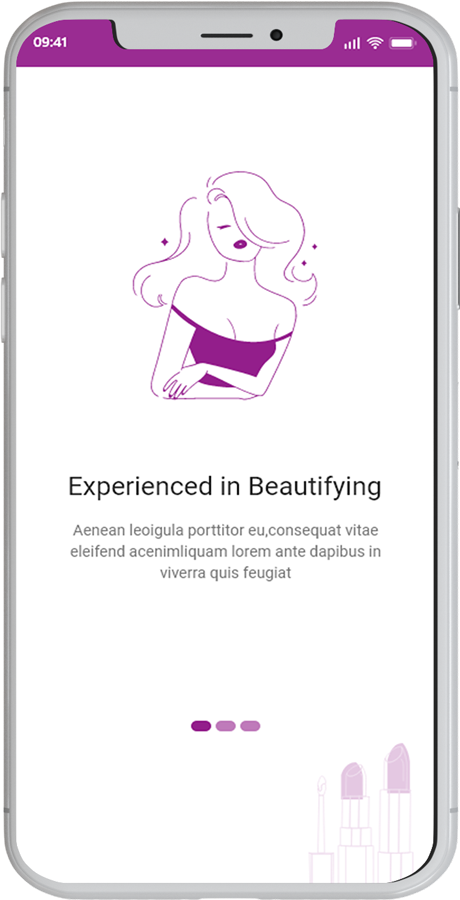 09:41
Experienced in Beautifying
Aenean leoigula porttitor eu,consequat vitae
eleifend acenimliquam lorem ante dapibus in
viverra quis feugiat